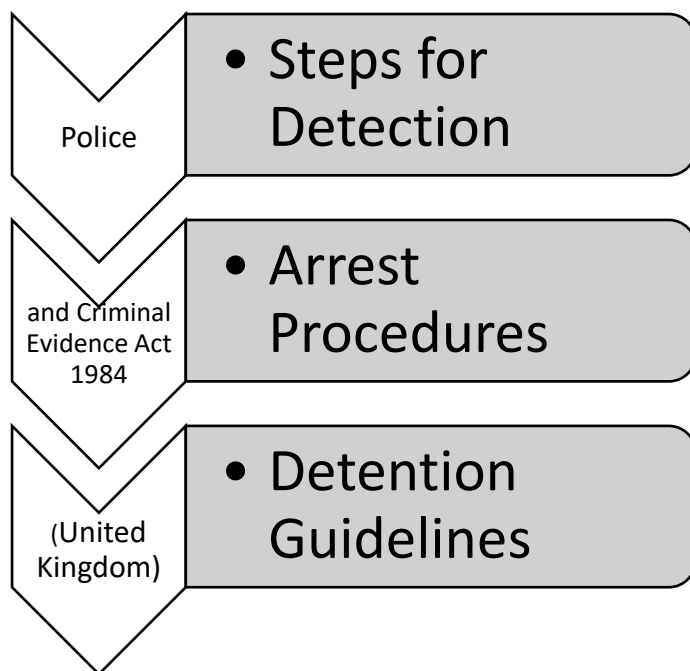 Police
• Steps for
Detection
and Criminal
Evidence Act
1984
• Arrest
Procedures
(United
Kingdom)
• Detention
Guidelines